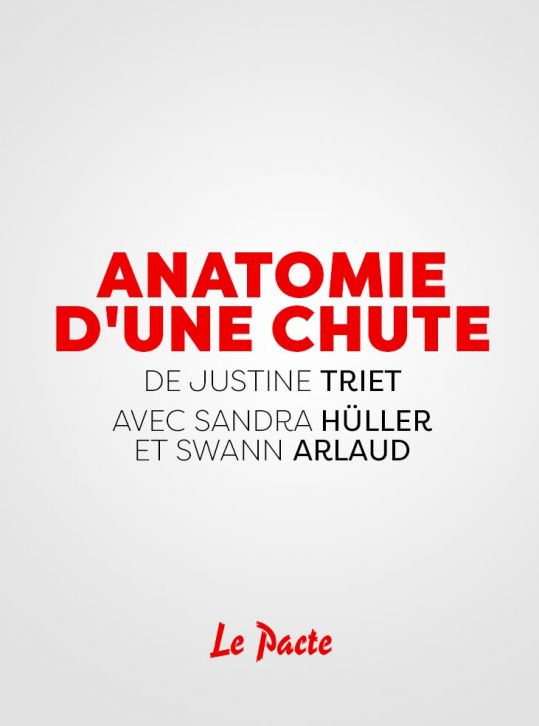 ANATOMIE
D'UNE CHUTE
DE JUSTINE TRIET
AVEC SANDRA HÜLLER
ET SWANN ARLAUD
Le Pacte